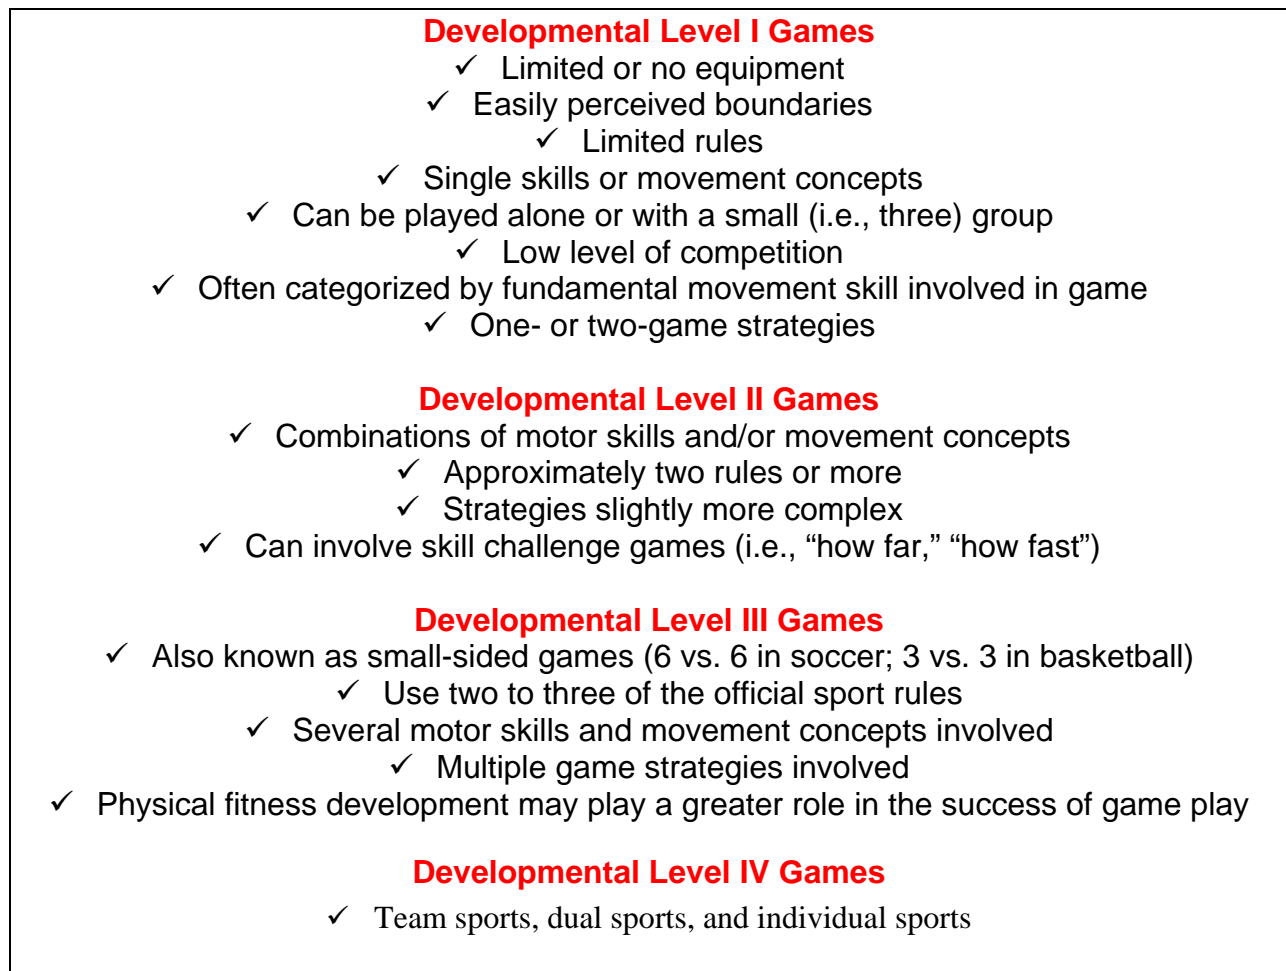 Developmental Level I Games
✓ Limited or no equipment
✓ Easily perceived boundaries
✓ Limited rules
✓ Single skills or movement concepts
✓ Can be played alone or with a small (i.e., three) group
✓ Low level of competition
✓ Often categorized by fundamental movement skill involved in game
✓ One- or two-game strategies
Developmental Level II Games
✓ Combinations of motor skills and/or movement concepts
✓ Approximately two rules or more
✓ Strategies slightly more complex
✓ Can involve skill challenge games (i.e., “how far,” “how fast”)
Developmental Level III Games
✓ Also known as small-sided games (6 vs. 6 in soccer; 3 vs. 3 in basketball)
✓ Use two to three of the official sport rules
✓ Several motor skills and movement concepts involved
✓ Multiple game strategies involved
✓ Physical fitness development may play a greater role in the success of game play
Developmental Level IV Games
✓ Team sports, dual sports, and individual sports